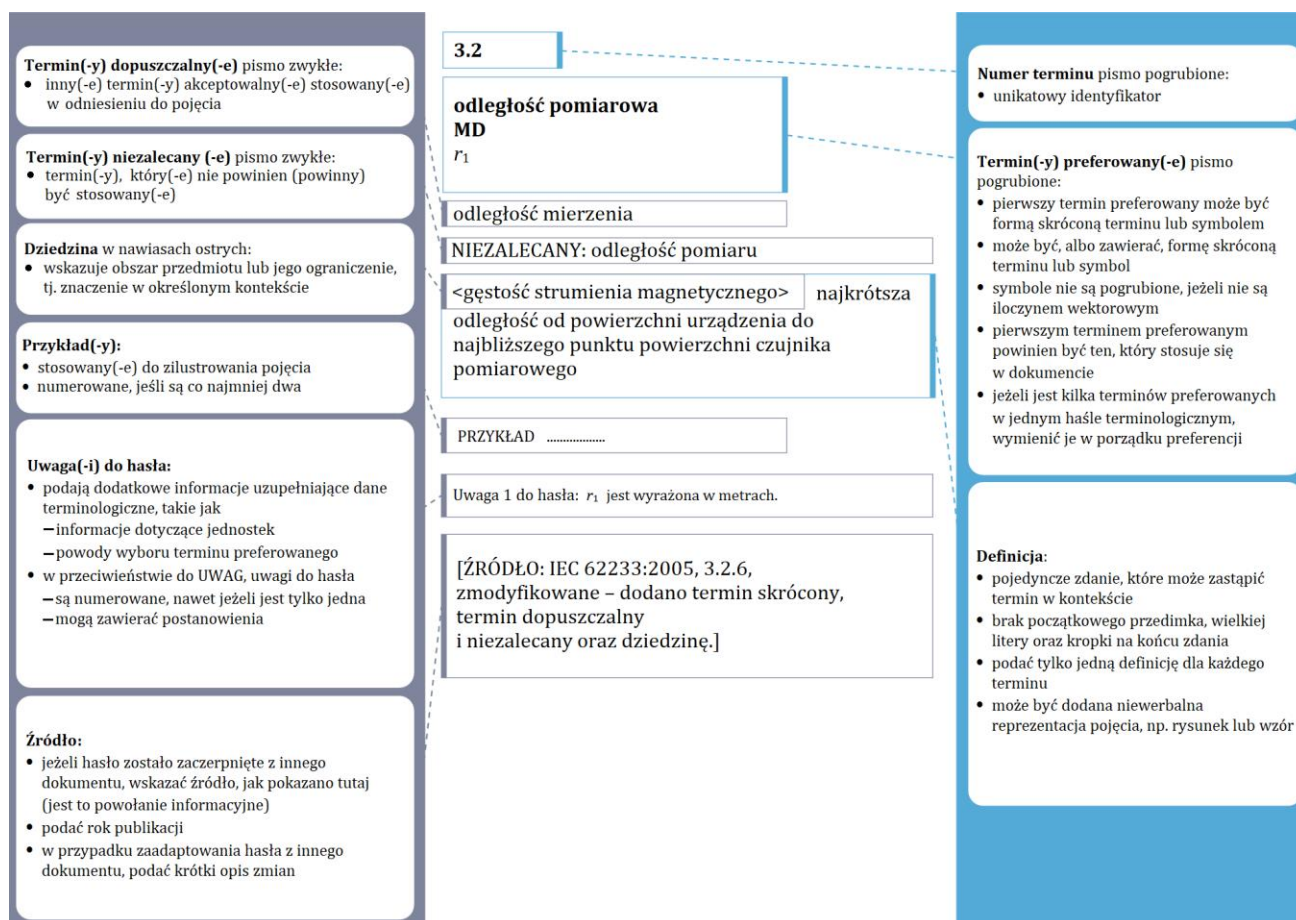 Termin(-y) dopuszczalny(-e) pismo zwykłe:
• inny(-e) termin(-y) akceptowalny(-e) stosowany(-e)
w odniesieniu do pojęcia
Termin(-y) niezalecany (-e) pismo zwykłe:
• termin(-y), który(-e) nie powinien (powinny)
być stosowany(-e)
Dziedzina w nawiasach ostrych:
• wskazuje obszar przedmiotu lub jego ograniczenie,
tj. znaczenie w określonym kontekście
Przykład(-y):
• stosowany(-e) do zilustrowania pojęcia
• numerowane, jeśli są co najmniej dwa
Uwaga(-i) do hasła:
• podają dodatkowe informacje uzupełniające dane
terminologiczne, takie jak
– informacje dotyczące jednostek
– powody wyboru terminu preferowanego
• w przeciwieństwie do UWAG, uwagi do hasła
– są numerowane, nawet jeżeli jest tylko jedna
– mogą zawierać postanowienia
Źródło:
• jeżeli hasło zostało zaczerpnięte z innego
dokumentu, wskazać źródło, jak pokazano tutaj
(jest to powołanie informacyjne)
• podać rok publikacji
• w przypadku zaadaptowania hasła z innego
dokumentu, podać krótki opis zmian
3.2
odległość pomiarowa
MD
r₁
odległość mierzenia
NIEZALECANY: odległość pomiaru
<gęstość strumienia magnetycznego> najkrótsza
odległość od powierzchni urządzenia do
najbliższego punktu powierzchni czujnika
pomiarowego
PRZYKŁAD ..................
Uwaga 1 do hasła: r₁ jest wyrażona w metrach.
[ŹRÓDŁO: IEC 62233:2005, 3.2.6,
zmodyfikowane – dodano termin skrócony,
termin dopuszczalny
i niezalecany oraz dziedzinę.]
Numer terminu pismo pogrubione:
• unikatowy identyfikator
Termin(-y) preferowany(-e) pismo
pogrubione:
• pierwszy termin preferowany może być
formą skróconą terminu lub symbolem
• może być, albo zawierać, formę skróconą
terminu lub symbol
• symbole nie są pogrubione, jeżeli nie są
iloczynem wektorowym
• pierwszym terminem preferowanym
powinien być ten, który stosuje się
w dokumencie
• jeżeli jest kilka terminów preferowanych
w jednym haśle terminologicznym,
wymienić je w porządku preferencji
Definicja:
• pojedyncze zdanie, które może zastąpić
termin w kontekście
• brak początkowego przedimka, wielkiej
litery oraz kropki na końcu zdania
• podać tylko jedną definicję dla każdego
terminu
• może być dodana niewerbalna
reprezentacja pojęcia, np. rysunek lub wzór